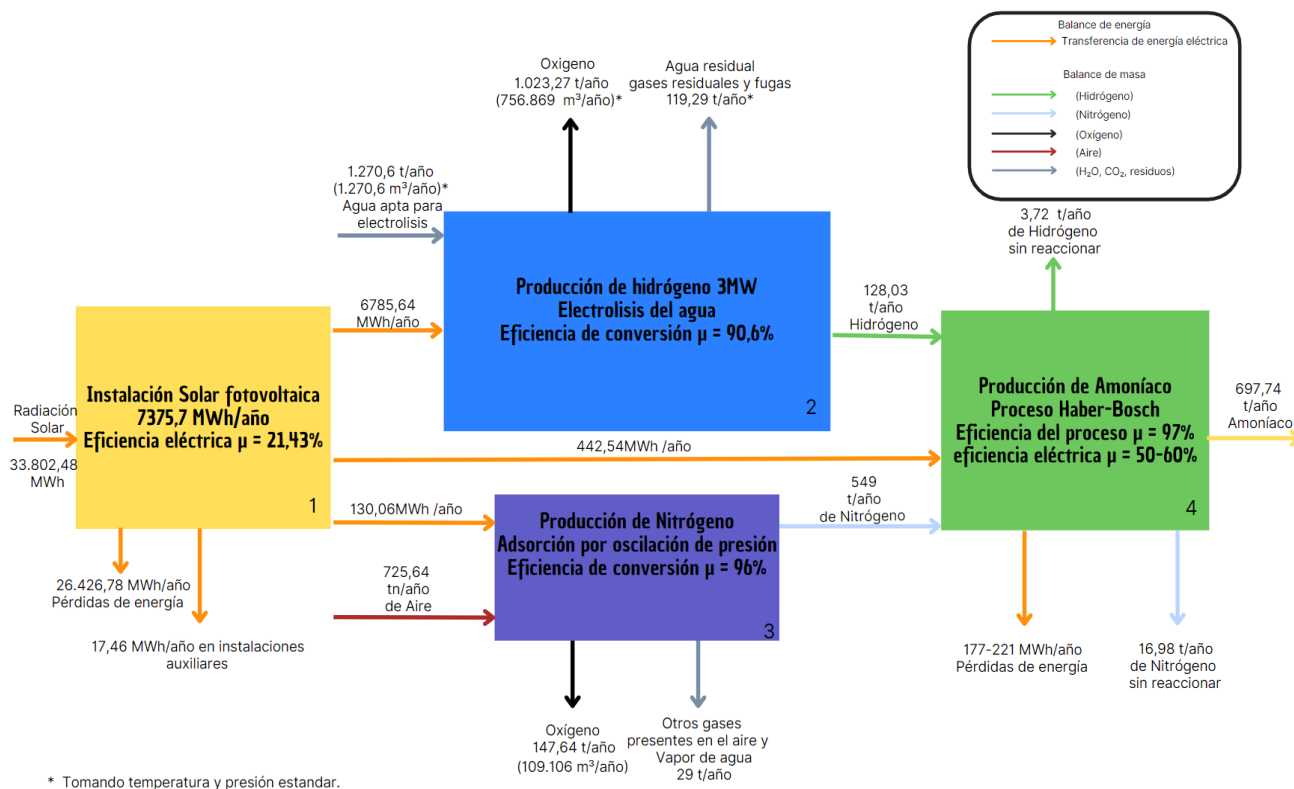 Balance de energía
Transferencia de energía eléctrica
Balance de masa
(Hidrógeno)
(Nitrógeno)
(Oxígeno)
(Aire)
(H₂O, CO₂, residuos)
Oxigeno
1.023,27 t/año
(756.869 m³/año)*
Agua residual
gases residuales y fugas
119,29 t/año*
1.270,6 t/año
(1.270,6 m³/año)*
Agua apta para
electrolisis
Producción de hidrógeno 3MW
Electrolisis del agua
Eficiencia de conversión μ = 90,6%
2
6785,64
MWh/año
128,03
t/año
Hidrógeno
3,72 t/año
de Hidrógeno
sin reaccionar
Radiación
Solar
33.802,48
MWh
Instalación Solar fotovoltaica
7375,7 MWh/año
Eficiencia eléctrica μ = 21,43%
1
442,54MWh /año
Producción de Amoníaco
Proceso Haber-Bosch
Eficiencia del proceso μ = 97%
eficiencia eléctrica μ = 50-60%
4
697,74
t/año
Amoníaco
130,06MWh /año
Producción de Nitrógeno
Adsorción por oscilación de presión
Eficiencia de conversión μ = 96%
3
549
t/año
de Nitrógeno
725,64
tn/año
de Aire
26.426,78 MWh/año
Pérdidas de energía
17,46 MWh/año en instalaciones
auxiliares
177-221 MWh/año
Pérdidas de energía
16,98 t/año
de Nitrógeno
sin reaccionar
Oxígeno
147,64 t/año
(109.106 m³/año)
Otros gases
presentes en el aire y
Vapor de agua
29 t/año
* Tomando temperatura y presión estandar.